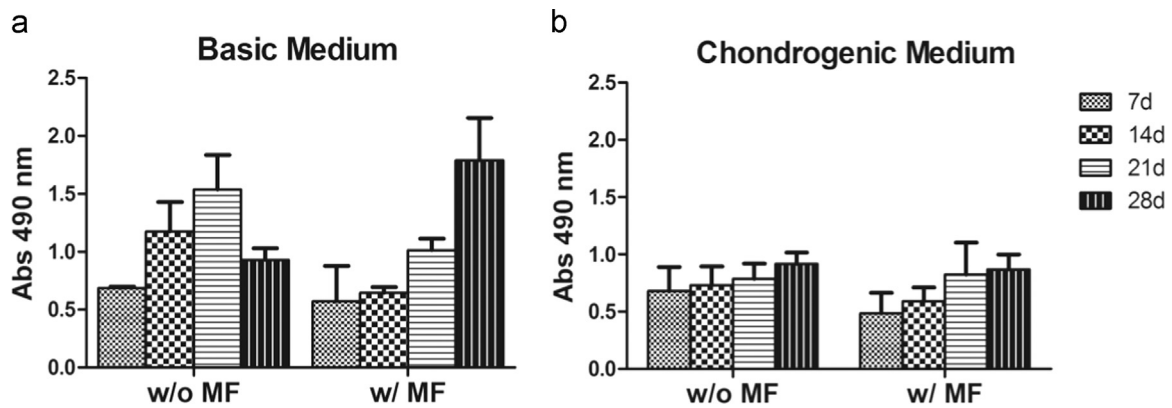 a
Basic Medium
Abs 490 nm
2.5
2.0
1.5
1.0
0.5
0.0
w/o MF
w/ MF
b
Chondrogenic Medium
Abs 490 nm
2.5
2.0
1.5
1.0
0.5
0.0
w/o MF
w/ MF
7d
14d
21d
28d